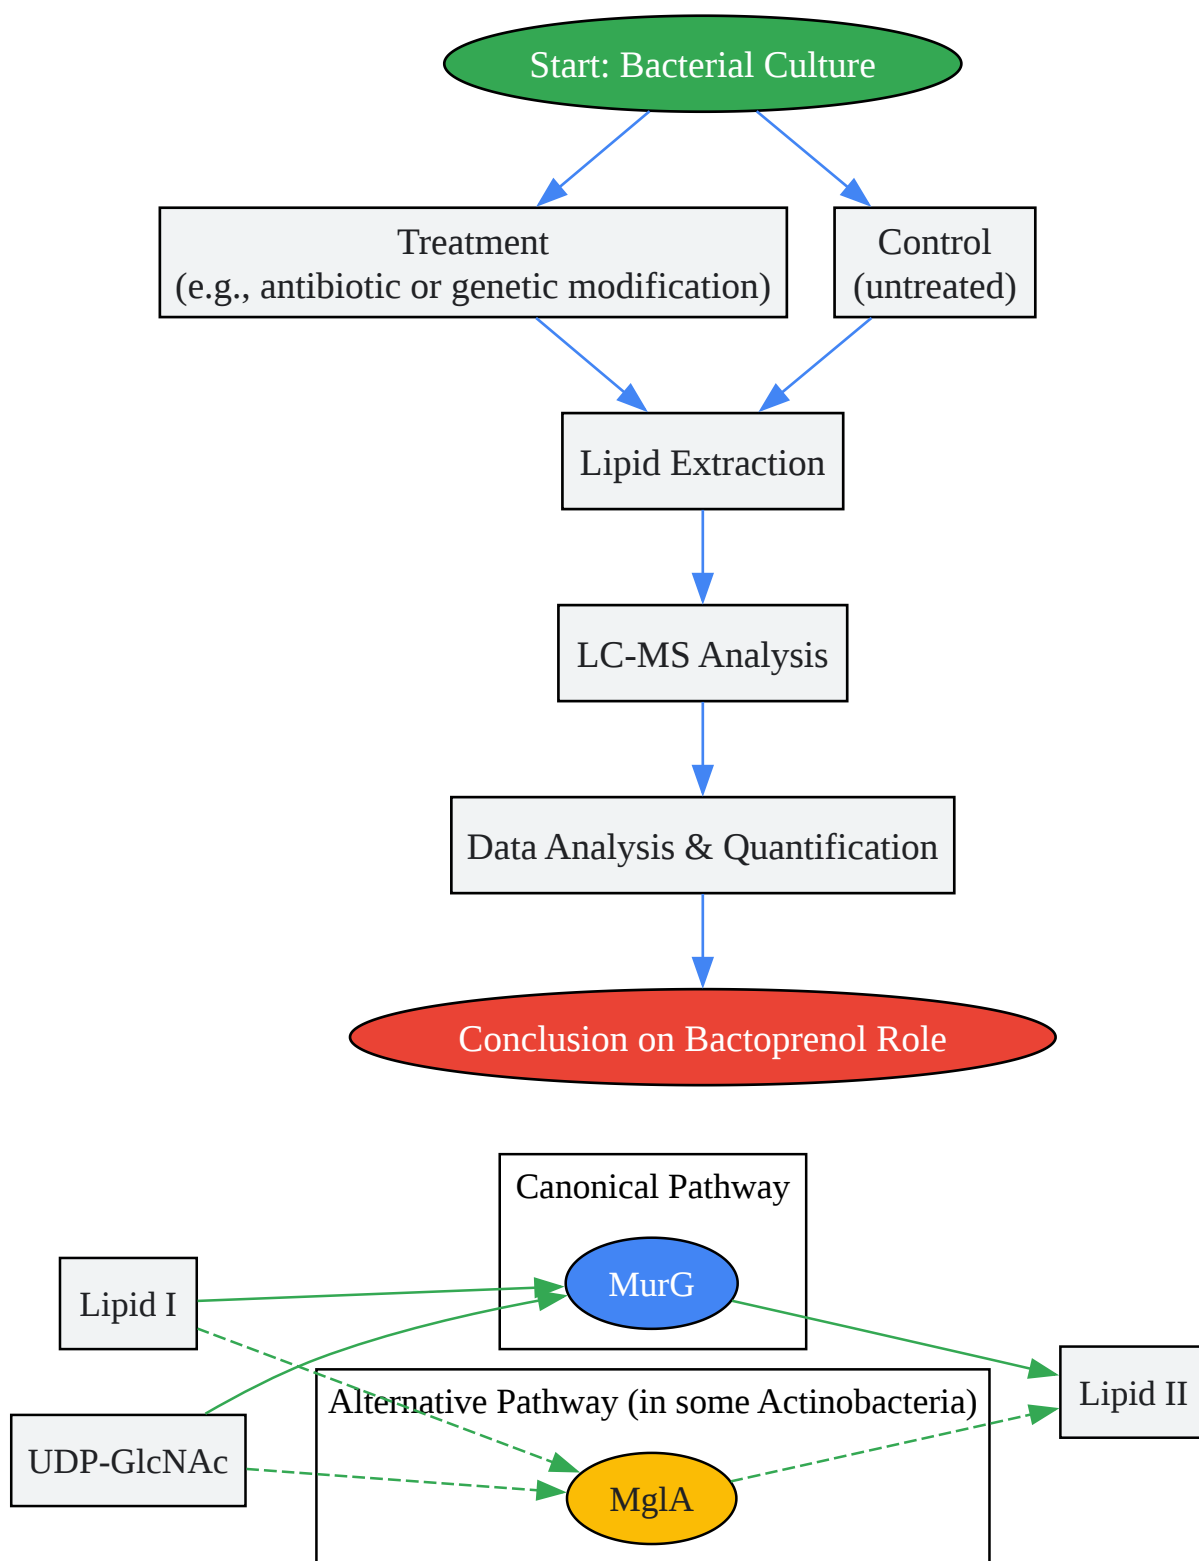 Start: Bacterial Culture
Treatment
(e.g., antibiotic or genetic modification)
Control
(untreated)
Lipid Extraction
LC-MS Analysis
Data Analysis & Quantification
Conclusion on Bactoprenol Role
Canonical Pathway
MurG
Lipid I
Lipid II
Alternative Pathway (in some Actinobacteria)
UDP-GlcNAc
MglA